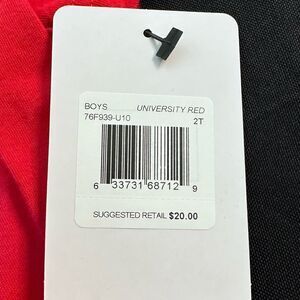 BOYS UNIVERSITY RED
76F939-U10 2T
6 33731 68712 9
SUGGESTED RETAIL $20.00